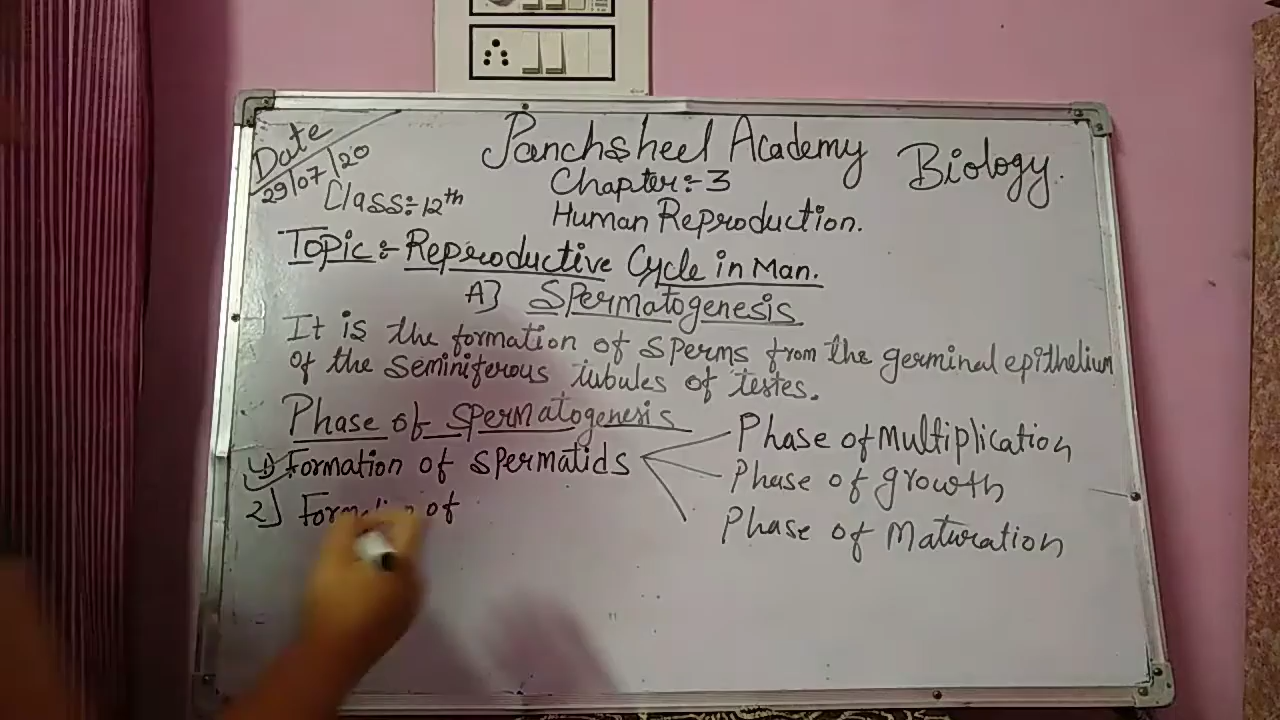 Date
29/07/20
Panchsheel Academy Biology.
Class:- 12th
Chapter:- 3
Human Reproduction.
Topic:- Reproductive Cycle in Man.
A] Spermatogenesis
It is the formation of sperms from the germinal epithelium
of the seminiferous tubules of testes.
Phase of spermatogenesis
1) Formation of spermatids
Phase of Multiplication
Phase of growth
Phase of Maturation
2] Formation of